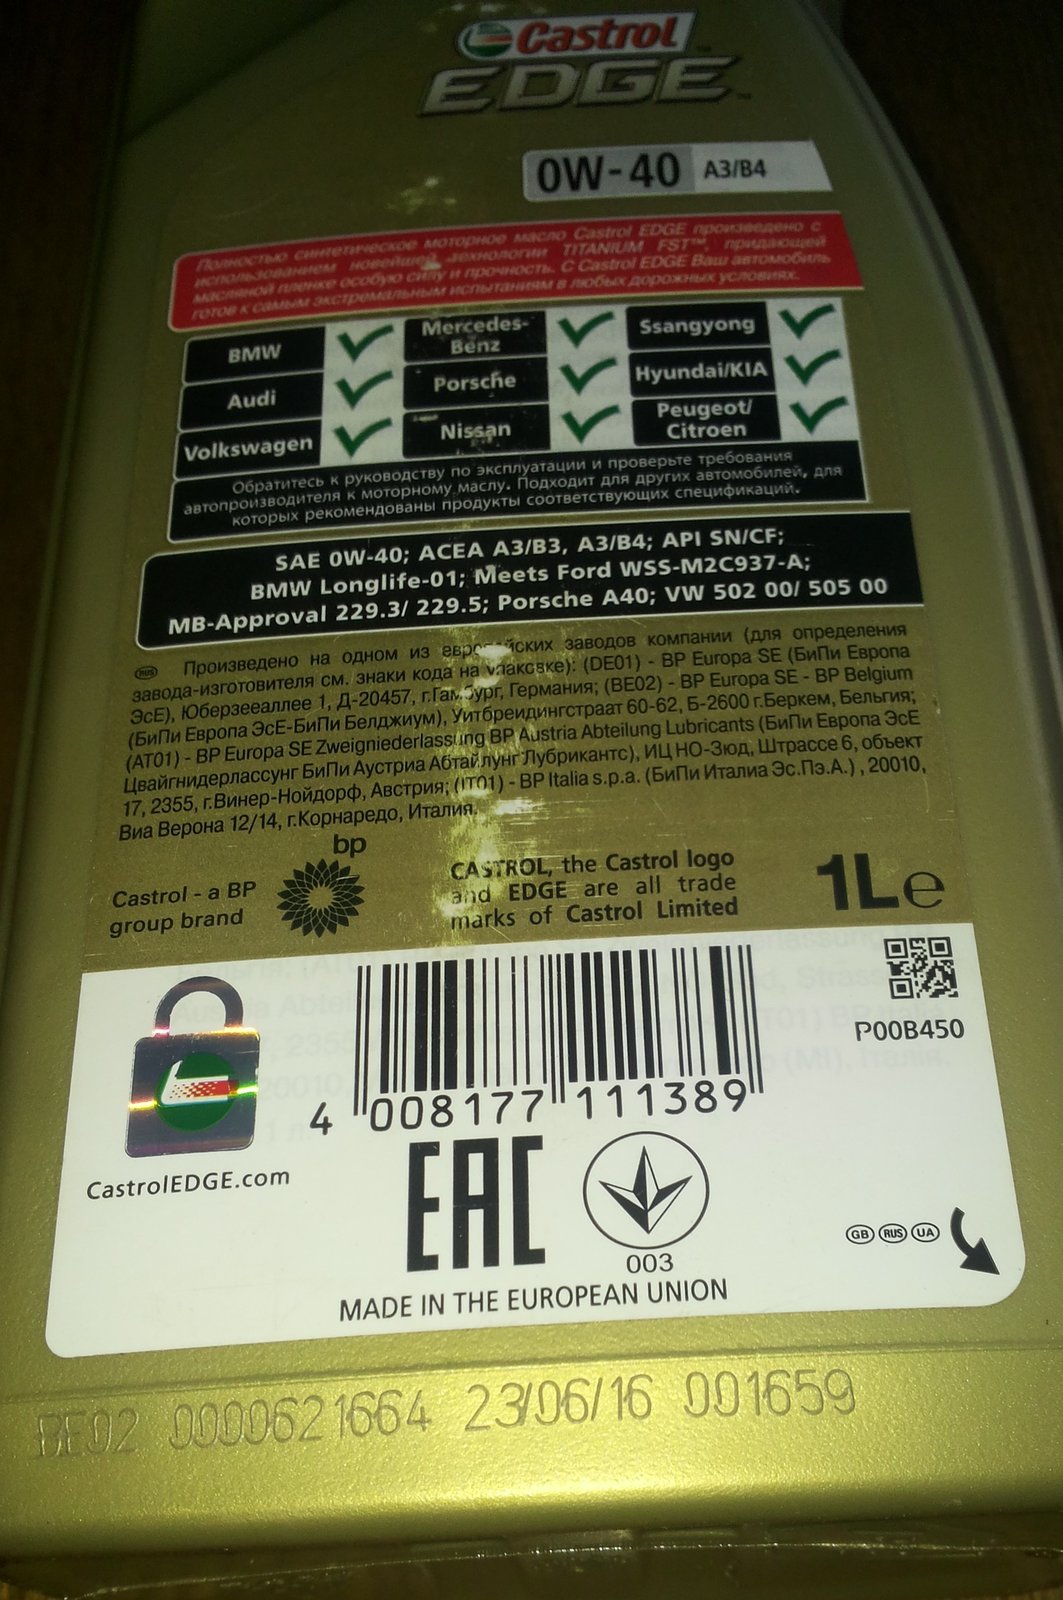 Castrol
EDGE
0W-40 A3/B4
Полностью синтетическое моторное масло Castrol EDGE произведено с
использованием новейшей технологии TITANIUM FST™, придающей
масляной пленке особую силу и прочность. С Castrol EDGE Ваш автомобиль
готов к самым экстремальным испытаниям в любых дорожных условиях.
BMW
Mercedes-
Benz
Ssangyong
Audi
Porsche
Hyundai/KIA
Volkswagen
Nissan
Peugeot/
Citroen
Обратитесь к руководству по эксплуатации и проверьте требования
автопроизводителя к моторному маслу. Подходит для других автомобилей, для
которых рекомендованы продукты соответствующих спецификаций.
SAE 0W-40; ACEA A3/B3, A3/B4; API SN/CF;
BMW Longlife-01; Meets Ford WSS-M2C937-A;
MB-Approval 229.3/ 229.5; Porsche A40; VW 502 00/ 505 00
RUS Произведено на одном из европейских заводов компании (для определения
завода-изготовителя см. знаки кода на упаковке): (DE01) - BP Europa SE (БиПи Европа
ЭсЕ), Юберзееаллее 1, Д-20457, г.Гамбург, Германия; (BE02) - BP Europa SE - BP Belgium
(БиПи Европа ЭсЕ-БиПи Белджиум), Уитбреидингстраат 60-62, Б-2600 г.Беркем, Бельгия;
(AT01) - BP Europa SE Zweigniederlassung BP Austria Abteilung Lubricants (БиПи Европа ЭсЕ
Цвайгнидерлассунг БиПи Аустриа Абтайлунг Лубрикантс), ИЦ НО-Зюд, Штрассе 6, объект
17, 2355, г.Винер-Нойдорф, Австрия; (IT01) - BP Italia s.p.a. (БиПи Италиа Эс.Пэ.А.) , 20010,
Виа Верона 12/14, г.Корнаредо, Италия.
bp
Castrol - a BP
group brand
CASTROL, the Castrol logo
and EDGE are all trade
marks of Castrol Limited
1L e
P00B450
4 008177 111389
CastrolEDGE.com
EAC
003
GB RUS UA
MADE IN THE EUROPEAN UNION
BE02 0000621664 23/06/16 001659